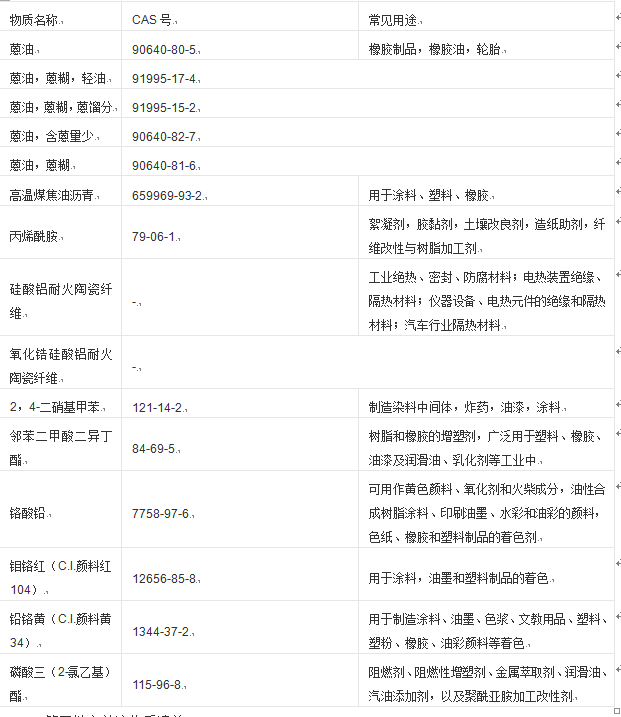 物质名称 CAS 号 常见用途
蒽油 90640-80-5 橡胶制品，橡胶油，轮胎
蒽油，蒽糊，轻油 91995-17-4
蒽油，蒽糊，蒽馏分 91995-15-2
蒽油，含蒽量少 90640-82-7
蒽油，蒽糊 90640-81-6
高温煤焦油沥青 659969-93-2 用于涂料、塑料、橡胶
丙烯酰胺 79-06-1 絮凝剂，胶黏剂，土壤改良剂，造纸助剂，纤
维改性与树脂加工剂
硅酸铝耐火陶瓷纤
维 - 工业绝热、密封、防腐材料；电热装置绝缘、
隔热材料；仪器设备、电热元件的绝缘和隔热
材料；汽车行业隔热材料
氧化锆硅酸铝耐火
陶瓷纤维 -
2，4-二硝基甲苯 121-14-2 制造染料中间体，炸药，油漆，涂料
邻苯二甲酸二异丁
酯 84-69-5 树脂和橡胶的增塑剂，广泛用于塑料、橡胶、
油漆及润滑油、乳化剂等工业中
铬酸铅 7758-97-6 可用作黄色颜料、氧化剂和火柴成分，油性合
成树脂涂料、印刷油墨、水彩和油彩的颜料，
色纸、橡胶和塑料制品的着色剂
钼铬红（C.I.颜料红
104） 12656-85-8 用于涂料，油墨和塑料制品的着色
铅铬黄（C.I.颜料黄
34） 1344-37-2 用于制造涂料、油墨、色浆、文教用品、塑料、
塑粉、橡胶、油彩颜料等着色
磷酸三（2-氯乙基）
酯 115-96-8 阻燃剂、阻燃性增塑剂、金属萃取剂、润滑油、
汽油添加剂，以及聚酰亚胺加工改性剂